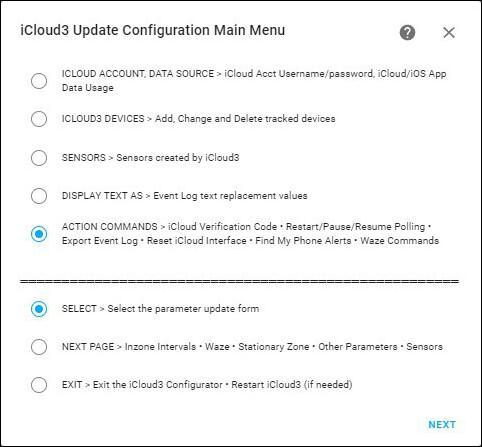 iCloud3 Update Configuration Main Menu
ICLOUD ACCOUNT, DATA SOURCE > iCloud Acct Username/password, iCloud/iOS App
Data Usage
ICLOUD3 DEVICES > Add, Change and Delete tracked devices
SENSORS > Sensors created by iCloud3
DISPLAY TEXT AS > Event Log text replacement values
ACTION COMMANDS > iCloud Verification Code • Restart/Pause/Resume Polling •
Export Event Log • Reset iCloud Interface • Find My Phone Alerts • Waze Commands
SELECT > Select the parameter update form
NEXT PAGE > Inzone Intervals • Waze • Stationary Zone • Other Parameters • Sensors
EXIT > Exit the iCloud3 Configurator • Restart iCloud3 (if needed)
NEXT